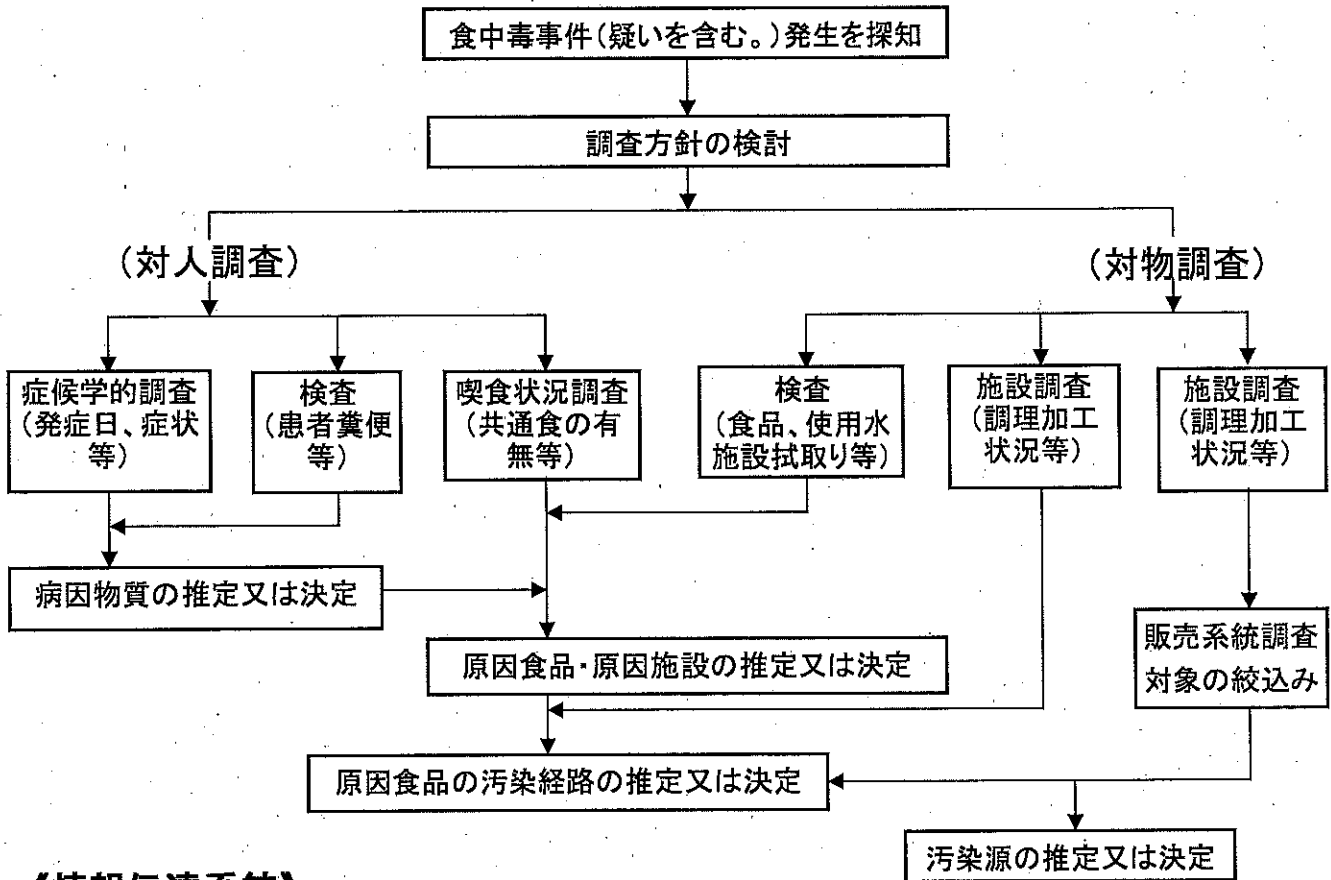 食中毒事件(疑いを含む。)発生を探知
調査方針の検討
(対人調査)
(対物調査)
症候学的調査
(発症日、症状
等)
検査
(患者糞便
等)
喫食状況調査
(共通食の有
無等)
検査
(食品、使用水
施設拭取り等)
施設調査
(調理加工
状況等)
施設調査
(調理加工
状況等)
病因物質の推定又は決定
原因食品・原因施設の推定又は決定
販売系統調査
対象の絞込み
原因食品の汚染経路の推定又は決定
汚染源の推定又は決定